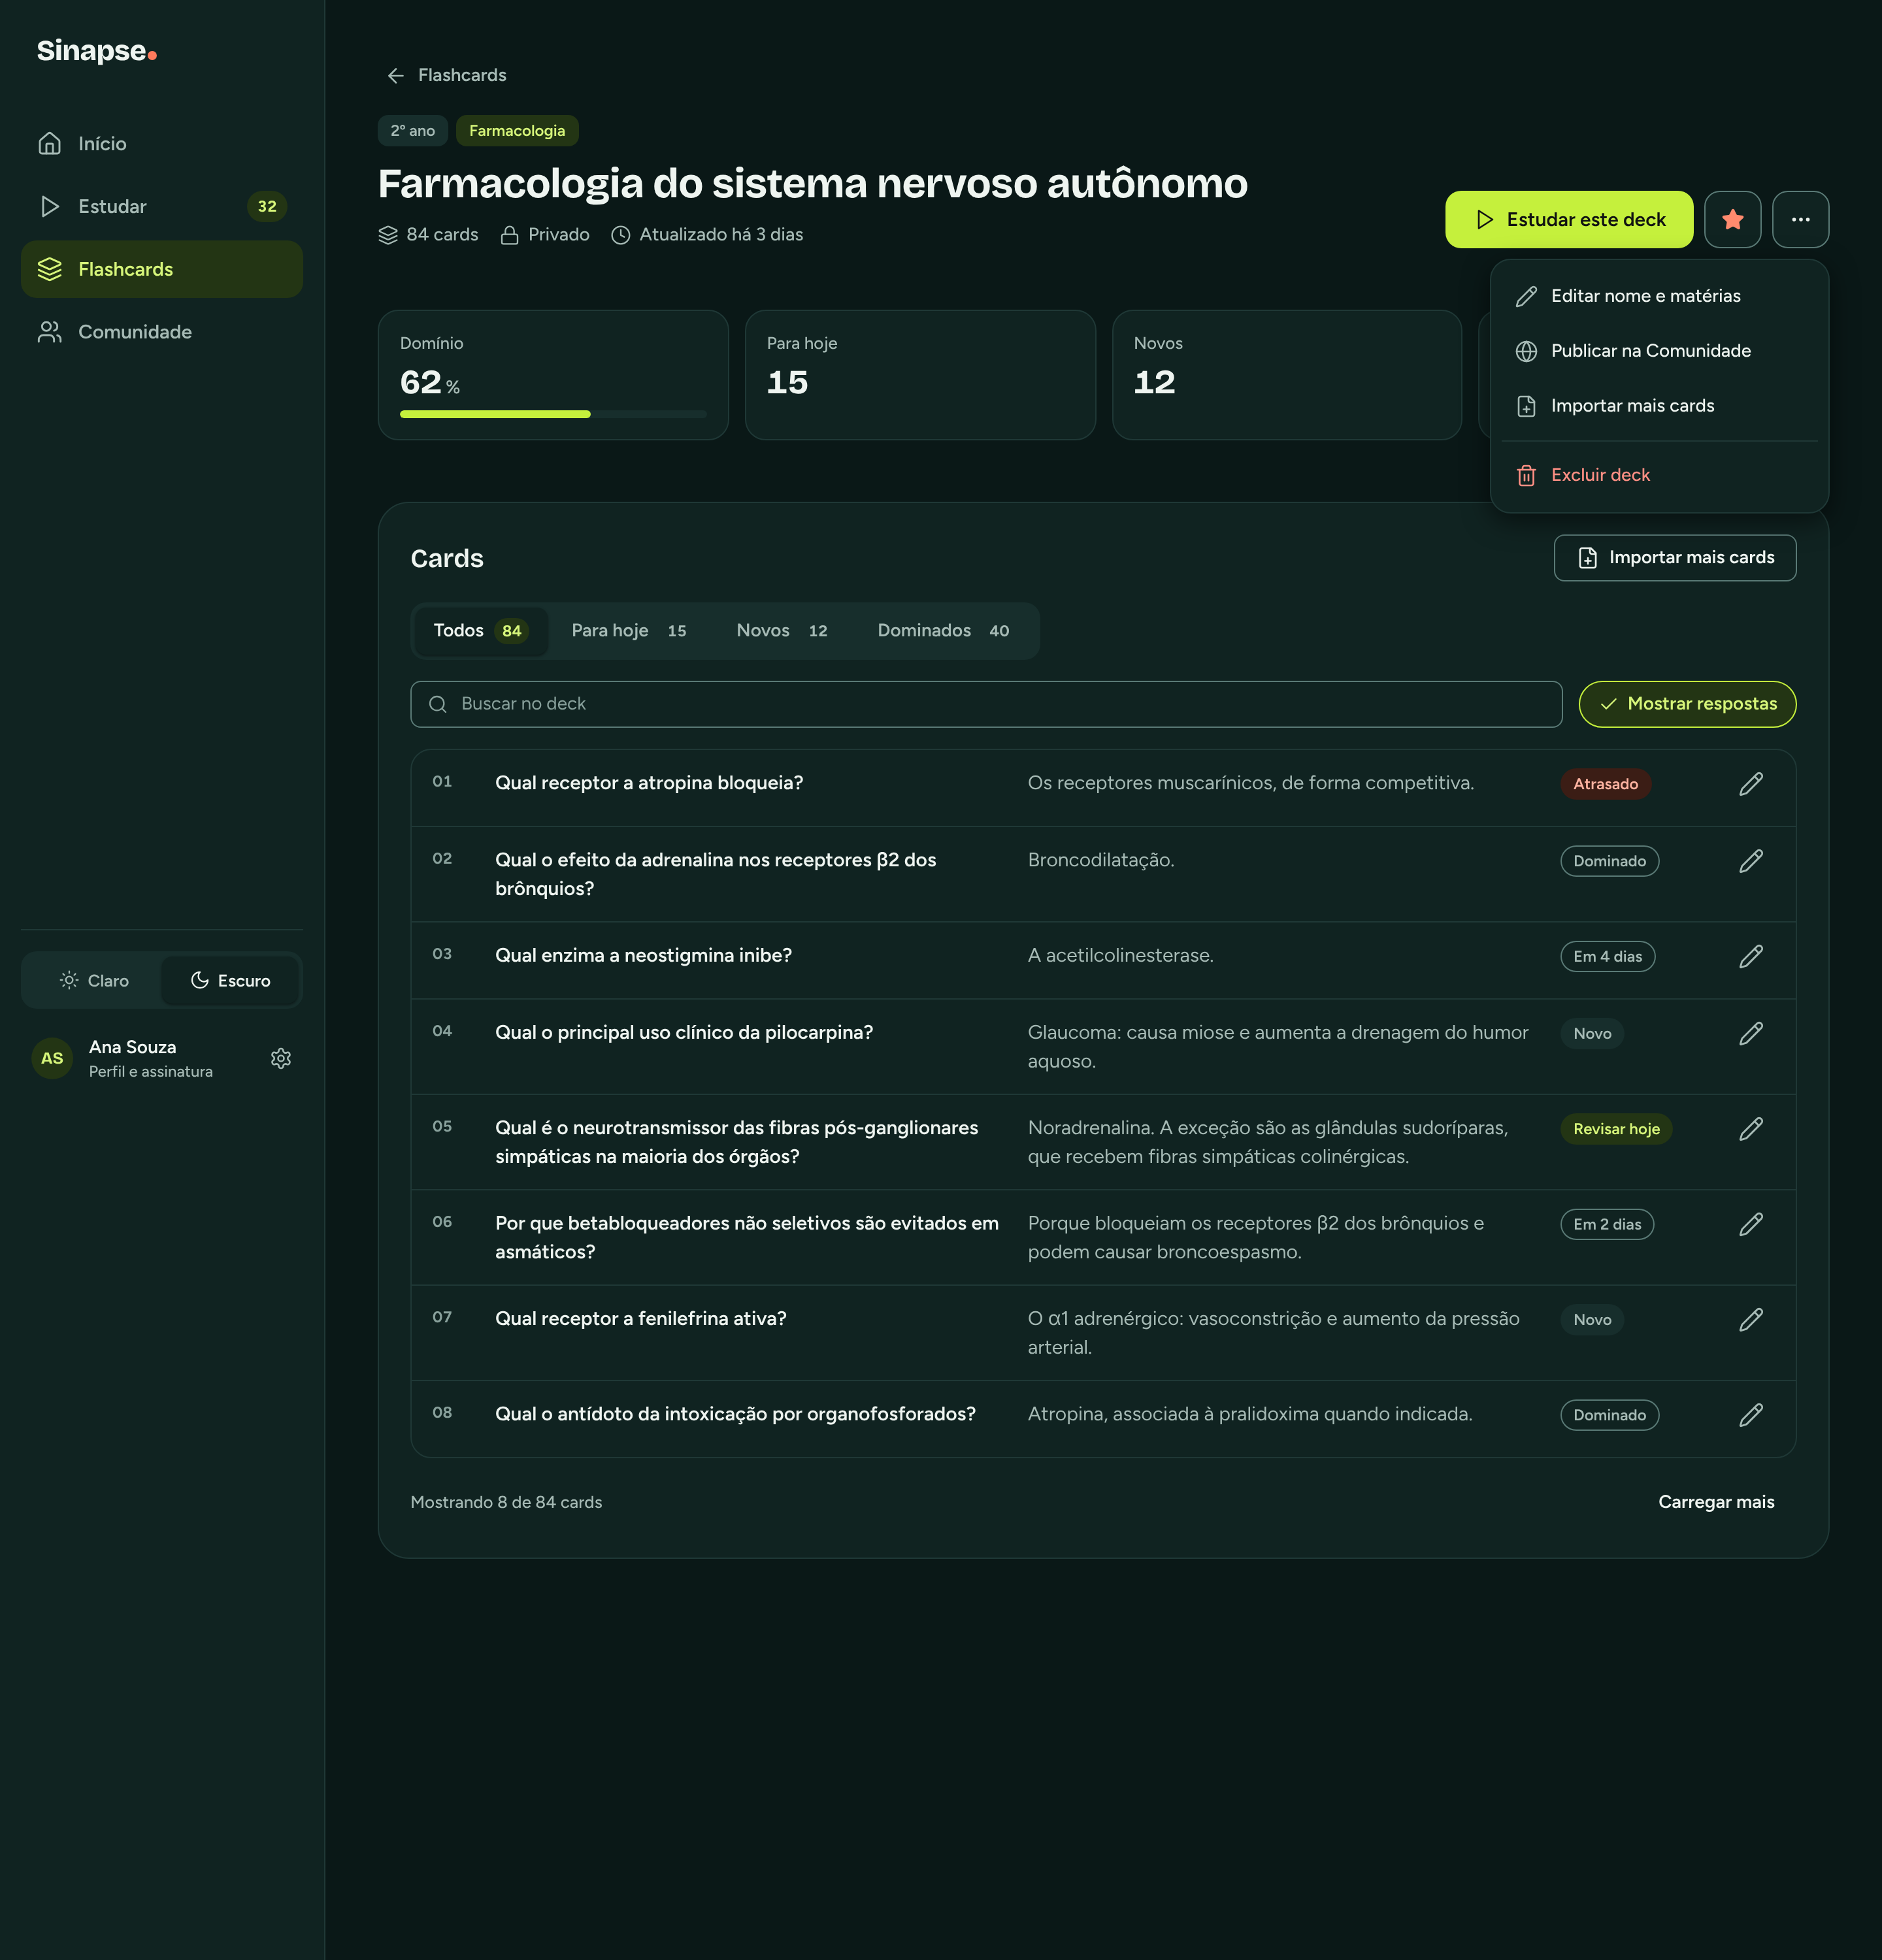 Sinapse.
Início
Estudar 32
Flashcards
Comunidade
Claro Escuro
AS Ana Souza
Perfil e assinatura
Flashcards
2º ano Farmacologia
Farmacologia do sistema nervoso autônomo
84 cards Privado Atualizado há 3 dias
Estudar este deck
Editar nome e matérias
Publicar na Comunidade
Importar mais cards
Excluir deck
Domínio
62 %
Para hoje
15
Novos
12
Cards
Importar mais cards
Todos 84 Para hoje 15 Novos 12 Dominados 40
Buscar no deck
Mostrar respostas
01 Qual receptor a atropina bloqueia? Os receptores muscarínicos, de forma competitiva. Atrasado
02 Qual o efeito da adrenalina nos receptores β2 dos
brônquios?
Broncodilatação.
Dominado
03 Qual enzima a neostigmina inibe? A acetilcolinesterase. Em 4 dias
04 Qual o principal uso clínico da pilocarpina?
Glaucoma: causa miose e aumenta a drenagem do humor
aquoso.
Novo
05 Qual é o neurotransmissor das fibras pós-ganglionares
simpáticas na maioria dos órgãos?
Noradrenalina. A exceção são as glândulas sudoríparas,
que recebem fibras simpáticas colinérgicas.
Revisar hoje
06 Por que betabloqueadores não seletivos são evitados em
asmáticos?
Porque bloqueiam os receptores β2 dos brônquios e
podem causar broncoespasmo.
Em 2 dias
07 Qual receptor a fenilefrina ativa?
O α1 adrenérgico: vasoconstrição e aumento da pressão
arterial.
Novo
08 Qual o antídoto da intoxicação por organofosforados? Atropina, associada à pralidoxima quando indicada. Dominado
Mostrando 8 de 84 cards
Carregar mais